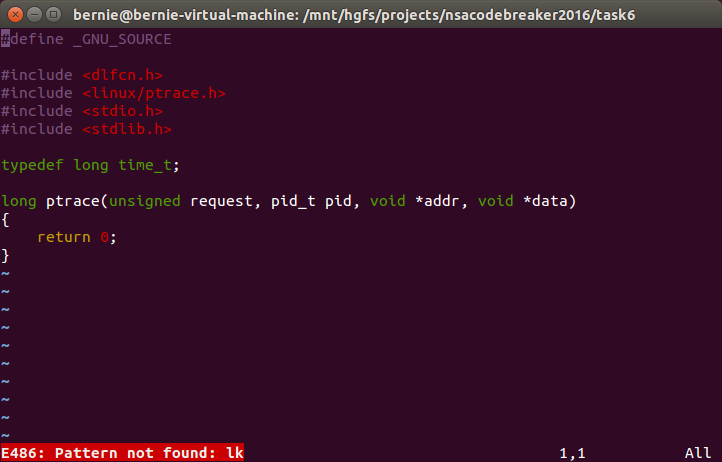 bernie@bernie-virtual-machine: /mnt/hgfs/projects/nsacodebreaker2016/task6
#define _GNU_SOURCE
#include <dlfcn.h>
#include <linux/ptrace.h>
#include <stdio.h>
#include <stdlib.h>
typedef long time_t;
long ptrace(unsigned request, pid_t pid, void *addr, void *data)
{
    return 0;
}
~
~
~
~
~
~
~
~
~
~
E486: Pattern not found: lk 1,1 All